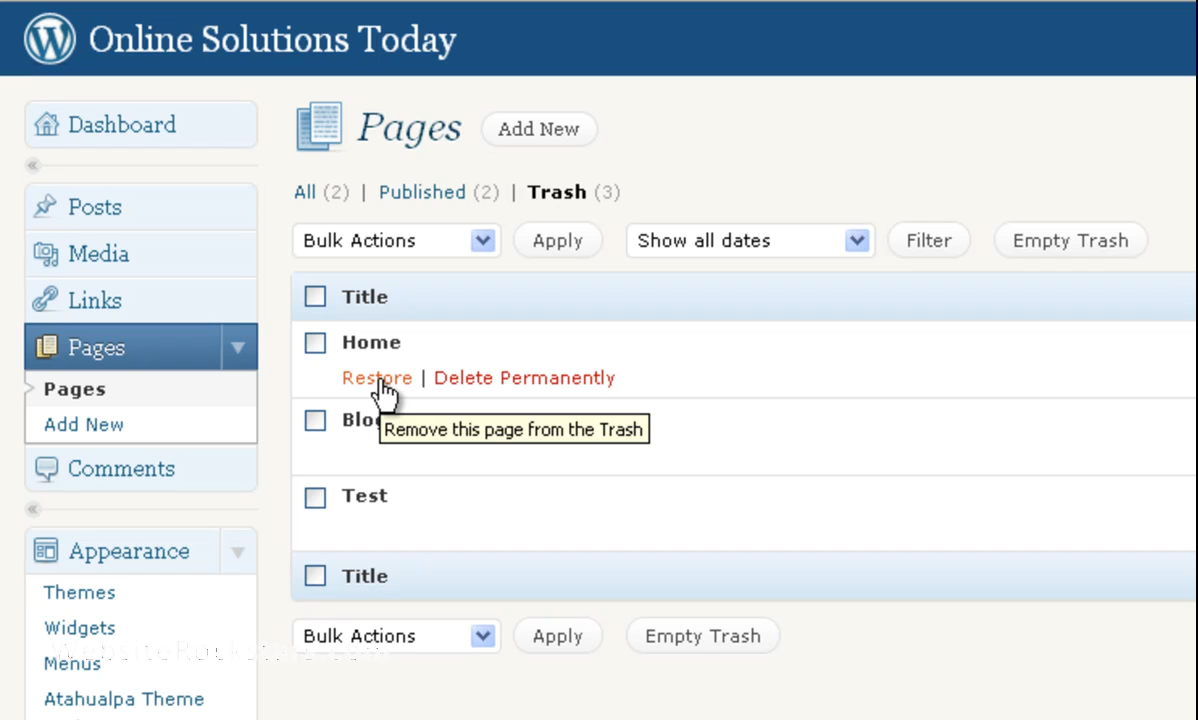 Online Solutions Today
Dashboard
Posts
Media
Links
Pages
Pages
Add New
Comments
Appearance
Themes
Widgets
Menus
Atahualpa Theme
Pages Add New
All (2) | Published (2) | Trash (3)
Bulk Actions Apply Show all dates Filter Empty Trash
Title
Home
Restore | Delete Permanently
Remove this page from the Trash
Test
Title
Bulk Actions Apply Empty Trash